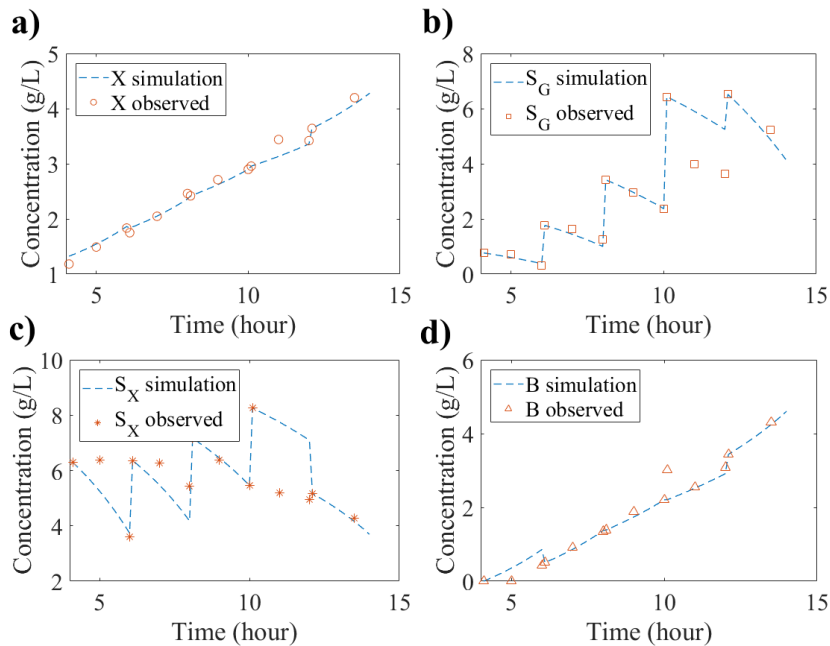 a)
5
4
3
2
1
Concentration (g/L)
X simulation
X observed
5
10
15
Time (hour)
b)
8
6
4
2
0
Concentration (g/L)
S_G simulation
S_G observed
5
10
15
Time (hour)
c)
10
8
6
4
2
Concentration (g/L)
S_X simulation
S_X observed
5
10
15
Time (hour)
d)
6
4
2
0
Concentration (g/L)
B simulation
B observed
5
10
15
Time (hour)